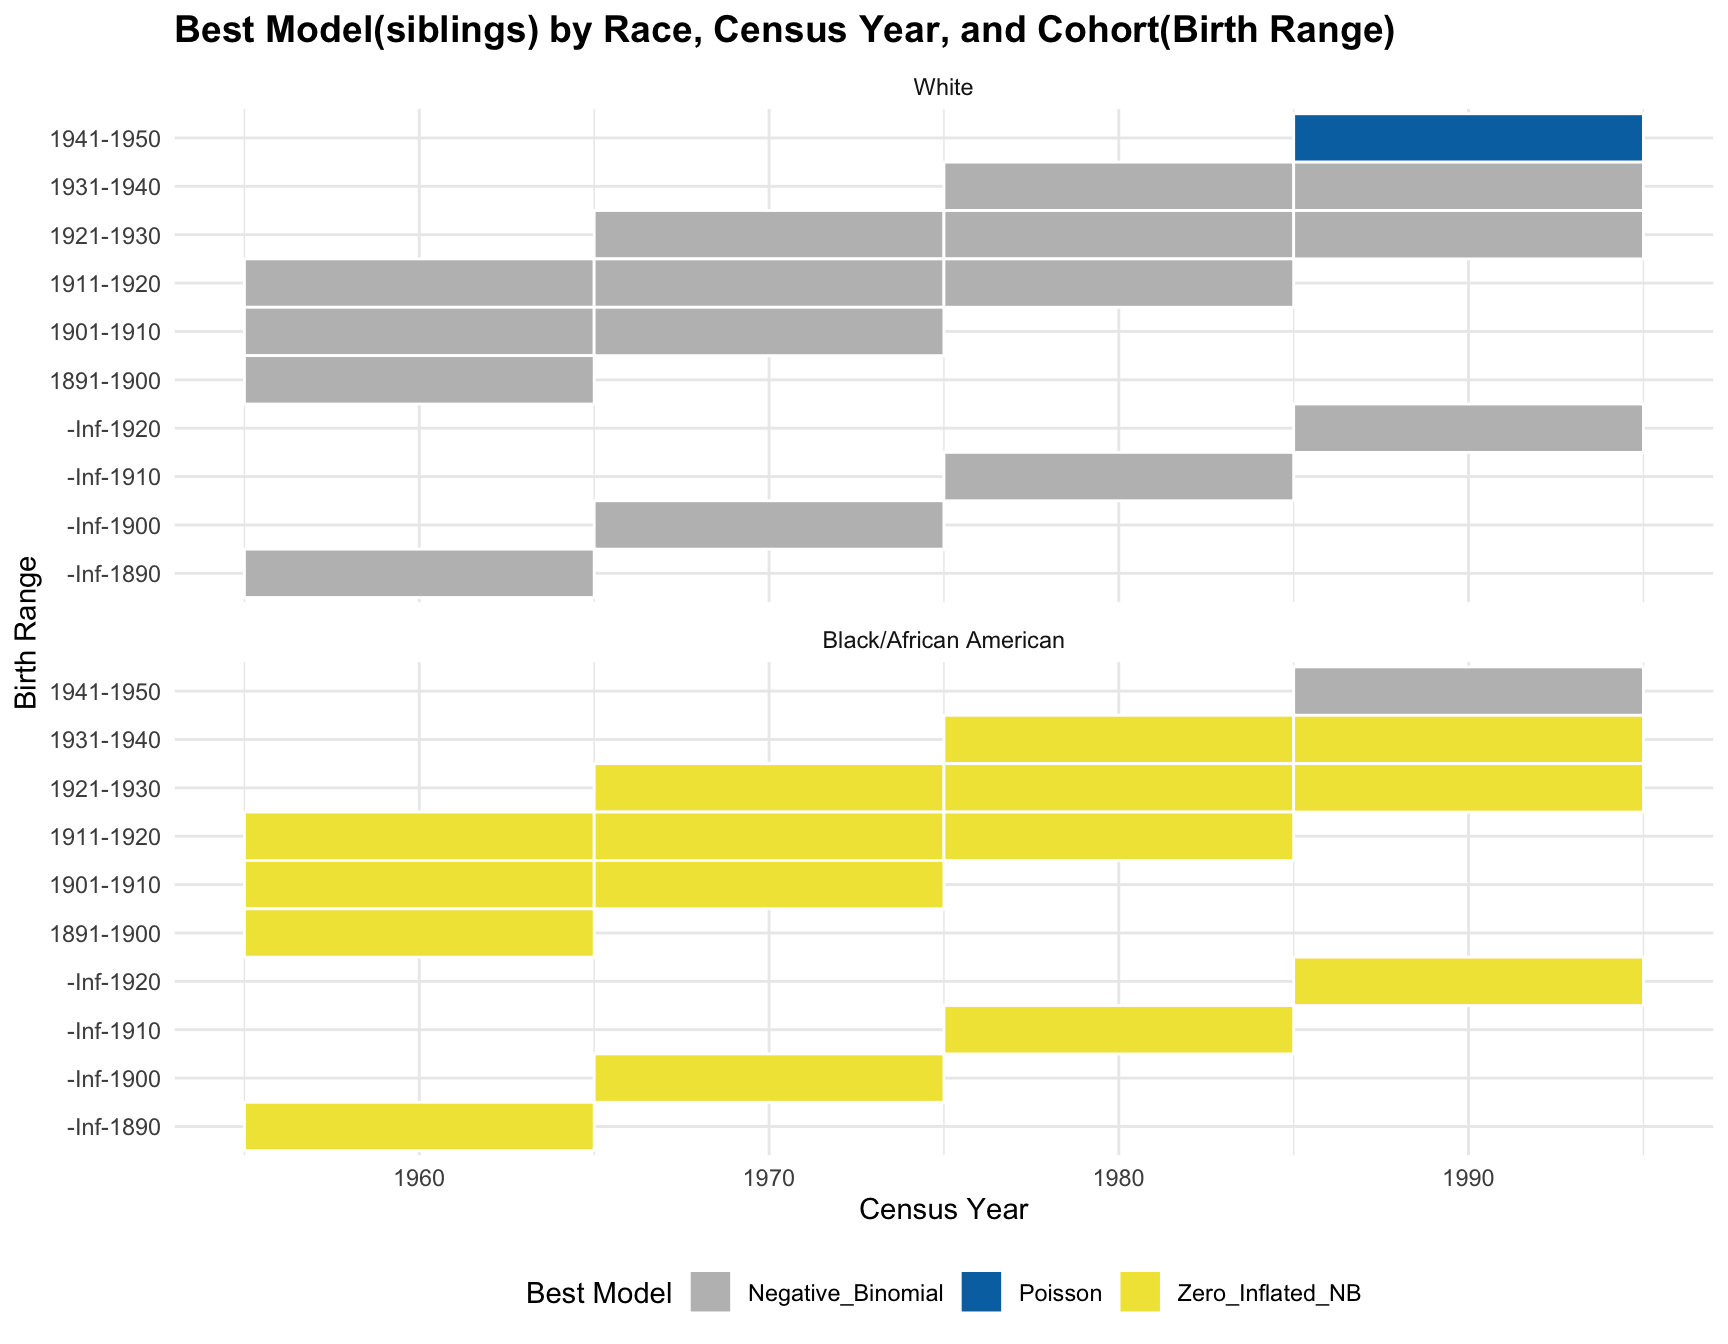 Best Model(siblings) by Race, Census Year, and Cohort(Birth Range)
White
1941-1950
1931-1940
1921-1930
1911-1920
1901-1910
1891-1900
-Inf-1920
-Inf-1910
-Inf-1900
-Inf-1890
Birth Range
Black/African American
1941-1950
1931-1940
1921-1930
1911-1920
1901-1910
1891-1900
-Inf-1920
-Inf-1910
-Inf-1900
-Inf-1890
1960 1970 1980 1990
Census Year
Best Model Negative_Binomial Poisson Zero_Inflated_NB